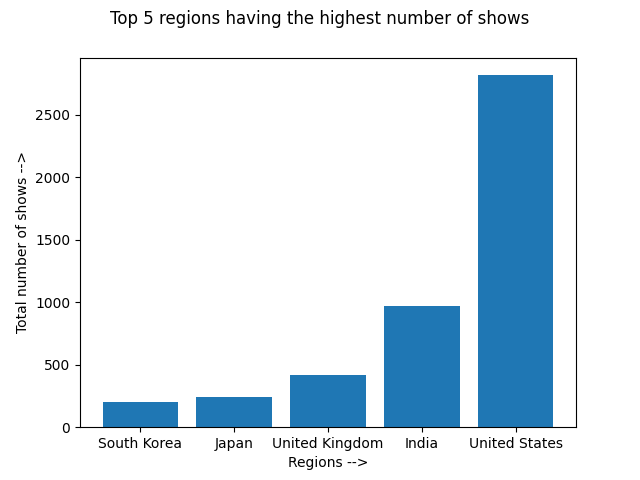 Top 5 regions having the highest number of shows
Total number of shows -->
2500
2000
1500
1000
500
0
South Korea Japan United Kingdom India United States
Regions -->